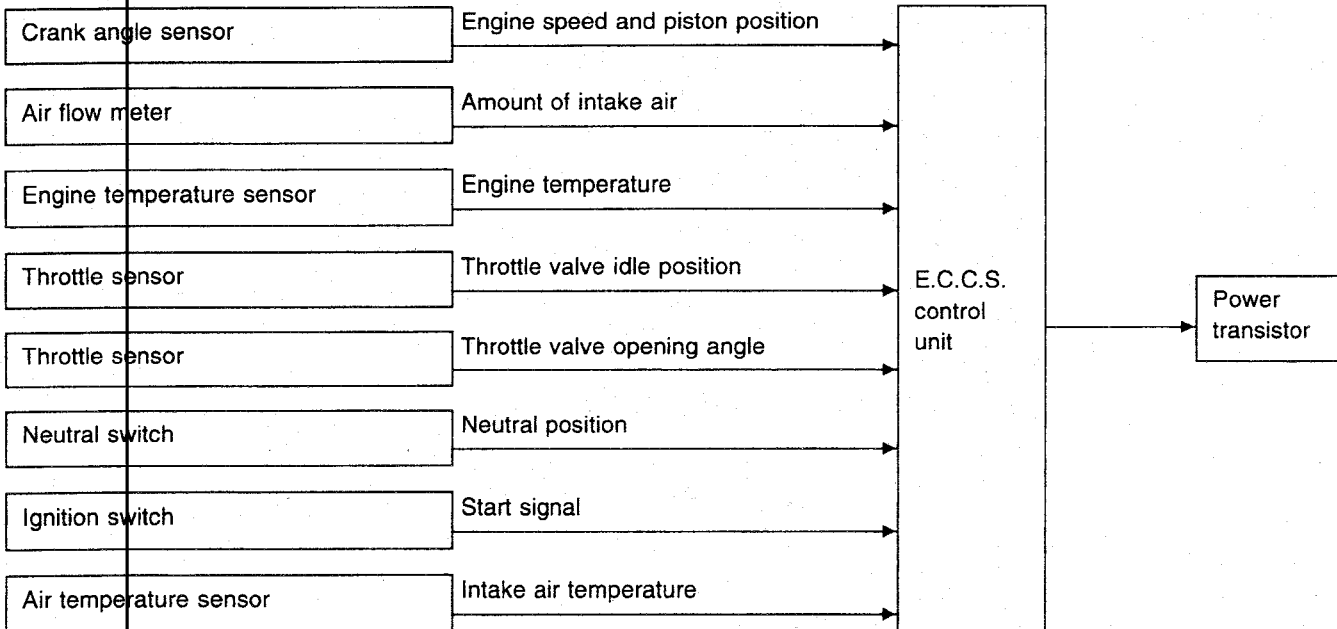 Crank angle sensor
Engine speed and piston position
Air flow meter
Amount of intake air
Engine temperature sensor
Engine temperature
Throttle sensor
Throttle valve idle position
Throttle sensor
Throttle valve opening angle
Neutral switch
Neutral position
Ignition switch
Start signal
Air temperature sensor
Intake air temperature
E.C.C.S.
control
unit
Power
transistor